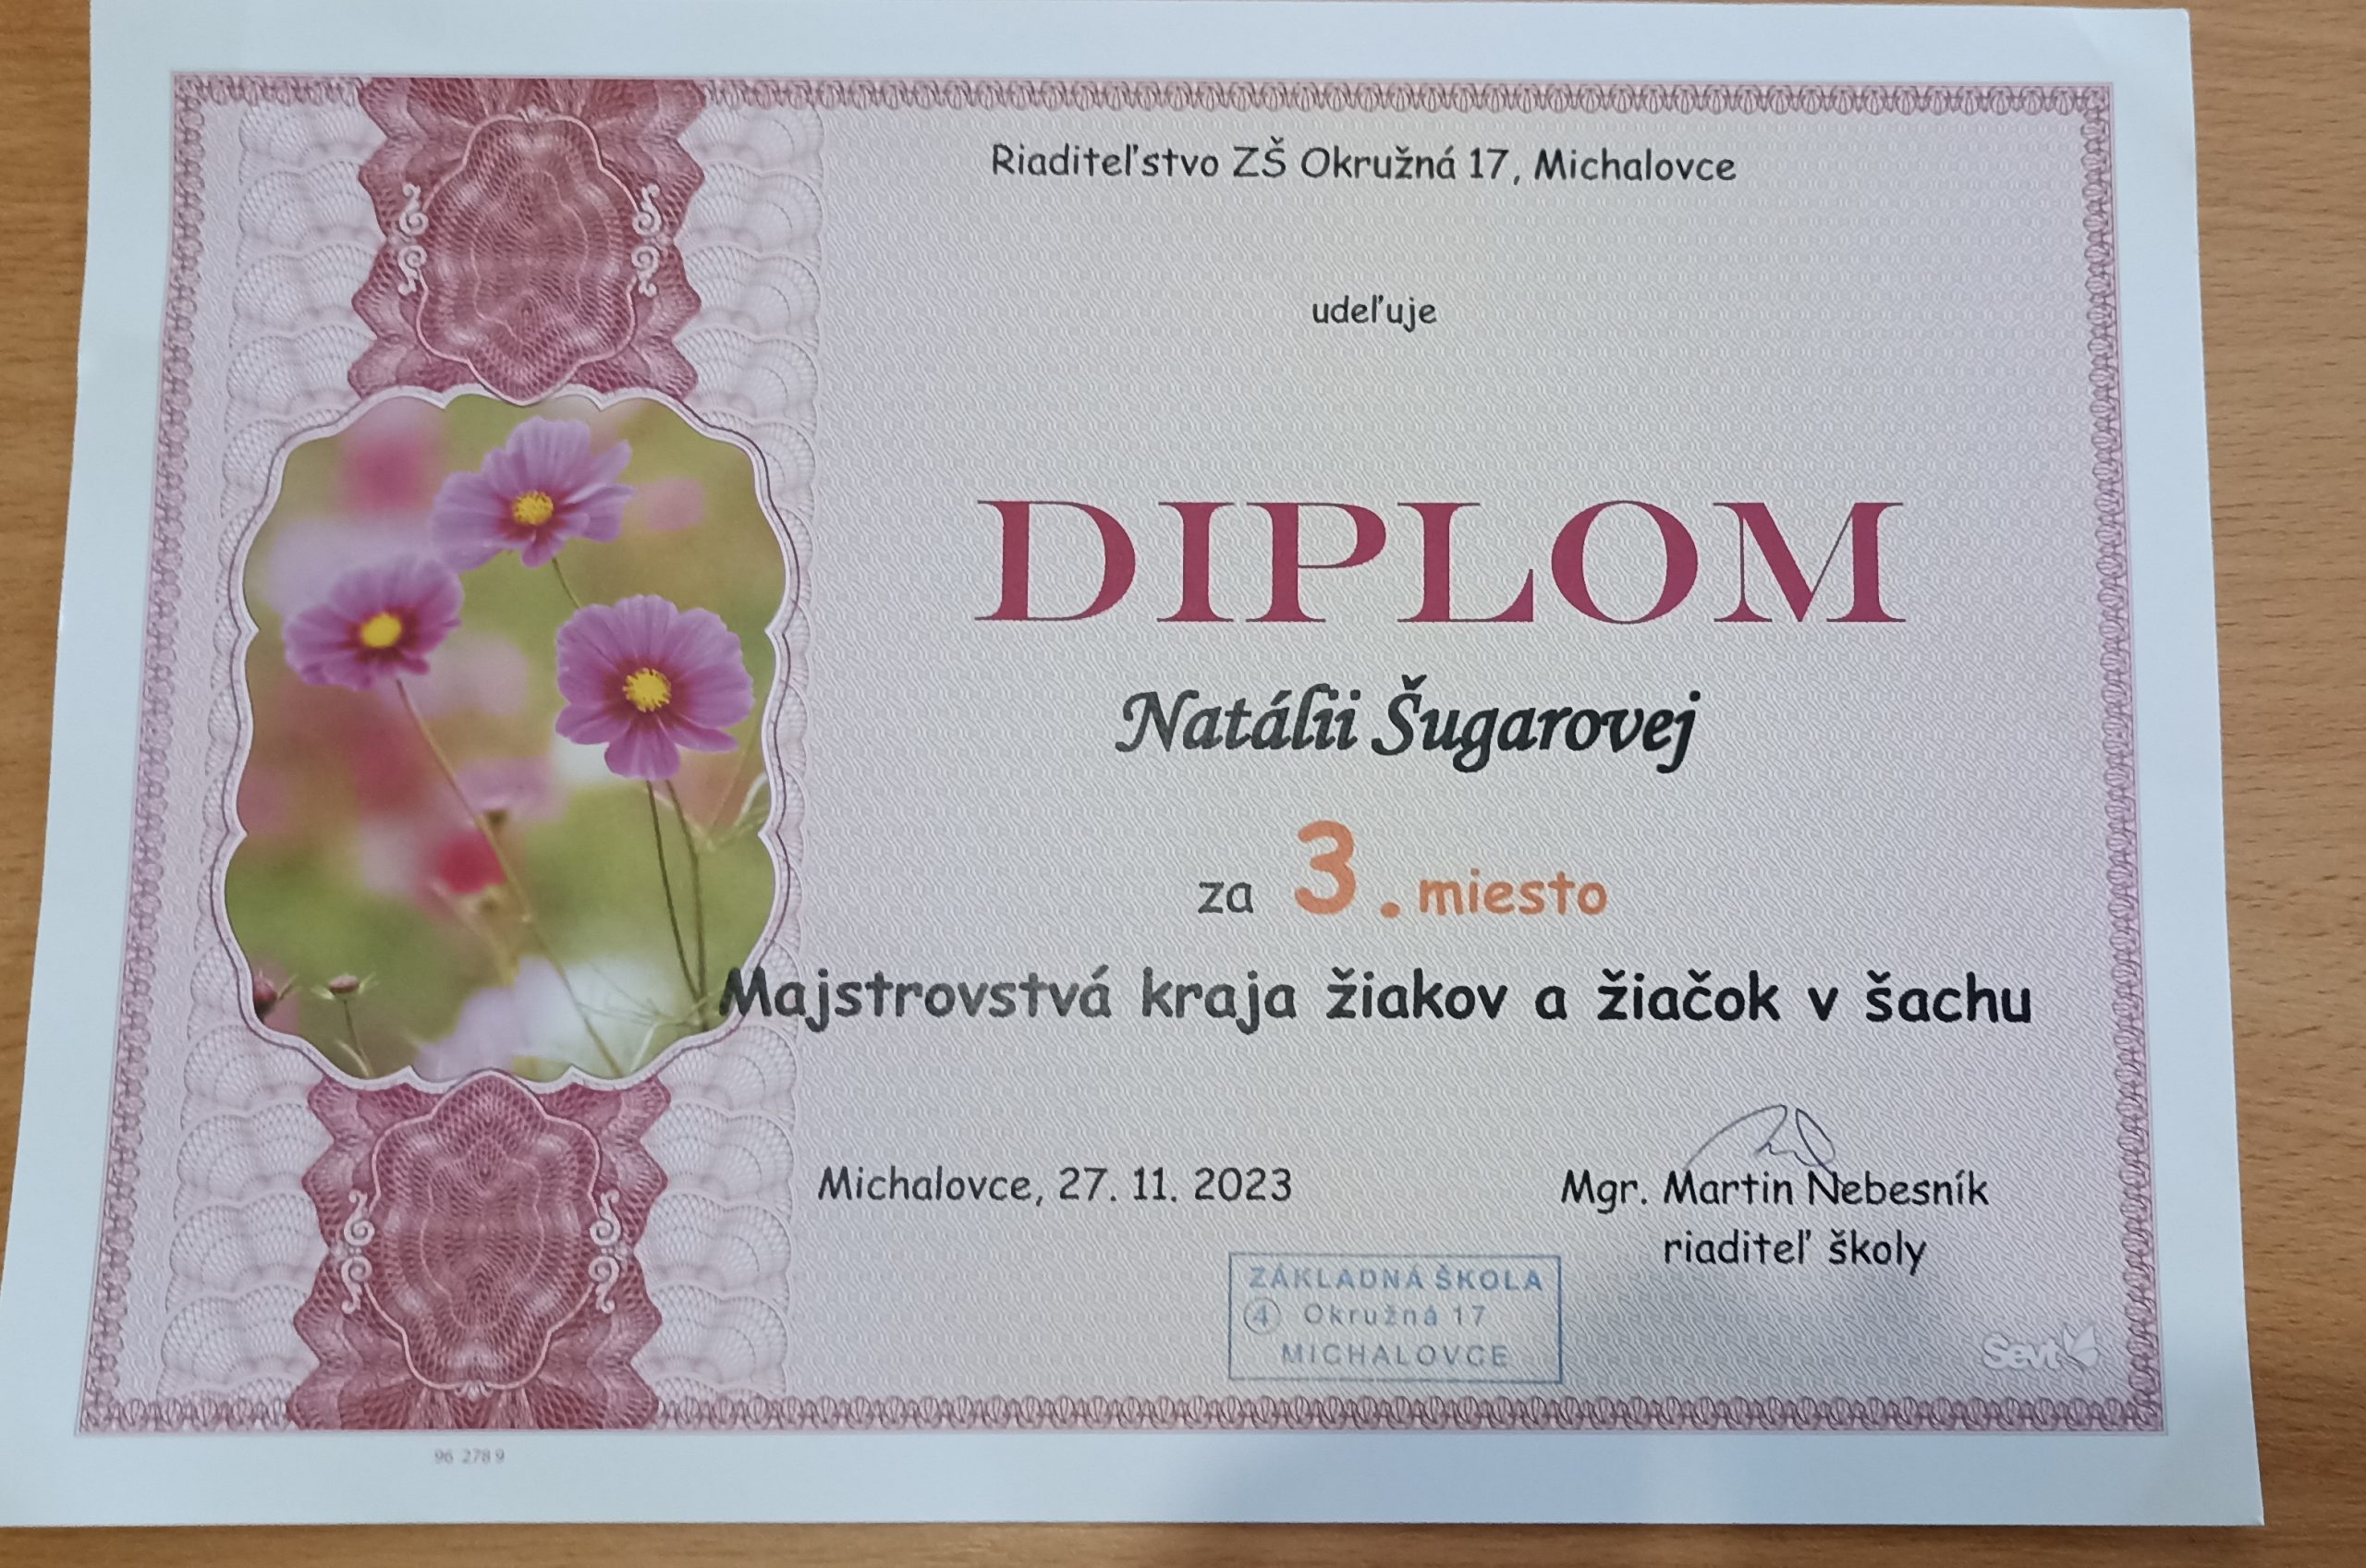 Riaditeľstvo ZŠ Okružná 17, Michalovce
udeľuje
DIPLOM
Natálii Šugarovej
za 3. miesto
Majstrovstvá kraja žiakov a žiačok v šachu
Michalovce, 27. 11. 2023
Mgr. Martin Nebesník
riaditeľ školy
ZÁKLADNÁ ŠKOLA
4 Okružná 17
MICHALOVCE
Sevt
96 278 9